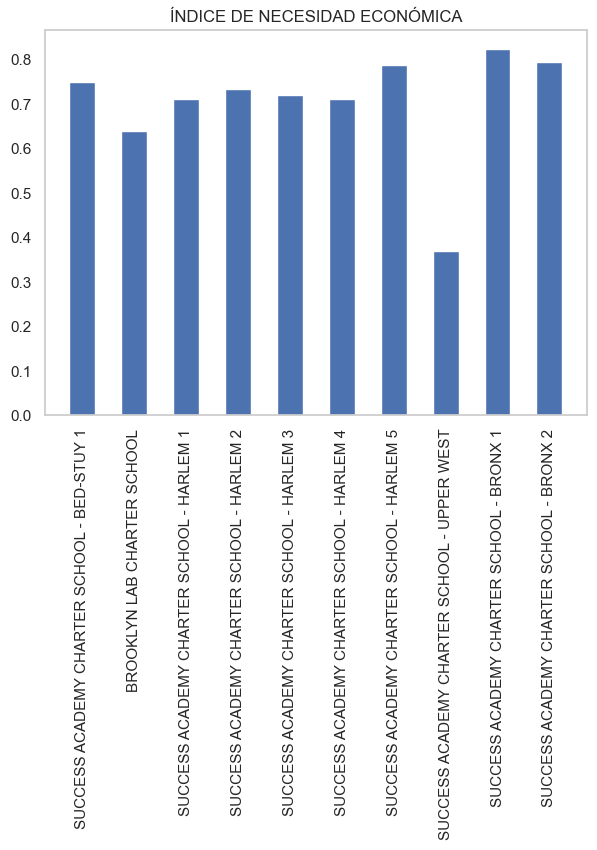 ÍNDICE DE NECESIDAD ECONÓMICA
0.8
0.7
0.6
0.5
0.4
0.3
0.2
0.1
0.0
SUCCESS ACADEMY CHARTER SCHOOL - BED-STUY 1
BROOKLYN LAB CHARTER SCHOOL
SUCCESS ACADEMY CHARTER SCHOOL - HARLEM 1
SUCCESS ACADEMY CHARTER SCHOOL - HARLEM 2
SUCCESS ACADEMY CHARTER SCHOOL - HARLEM 3
SUCCESS ACADEMY CHARTER SCHOOL - HARLEM 4
SUCCESS ACADEMY CHARTER SCHOOL - HARLEM 5
SUCCESS ACADEMY CHARTER SCHOOL - UPPER WEST
SUCCESS ACADEMY CHARTER SCHOOL - BRONX 1
SUCCESS ACADEMY CHARTER SCHOOL - BRONX 2